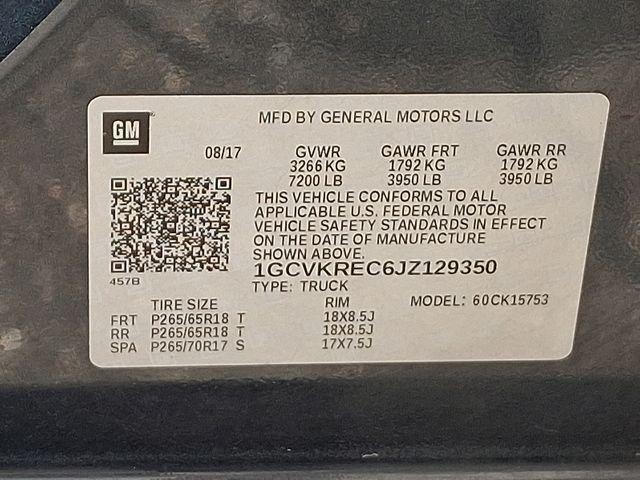 GM
MFD BY GENERAL MOTORS LLC
08/17 GVWR GAWR FRT GAWR RR
3266 KG 1792 KG 1792 KG
7200 LB 3950 LB 3950 LB
THIS VEHICLE CONFORMS TO ALL
APPLICABLE U.S. FEDERAL MOTOR
VEHICLE SAFETY STANDARDS IN EFFECT
ON THE DATE OF MANUFACTURE
SHOWN ABOVE.
1GCVKREC6JZ129350
457B
TYPE: TRUCK
TIRE SIZE RIM MODEL: 60CK15753
FRT P265/65R18 T 18X8.5J
RR P265/65R18 T 18X8.5J
SPA P265/70R17 S 17X7.5J